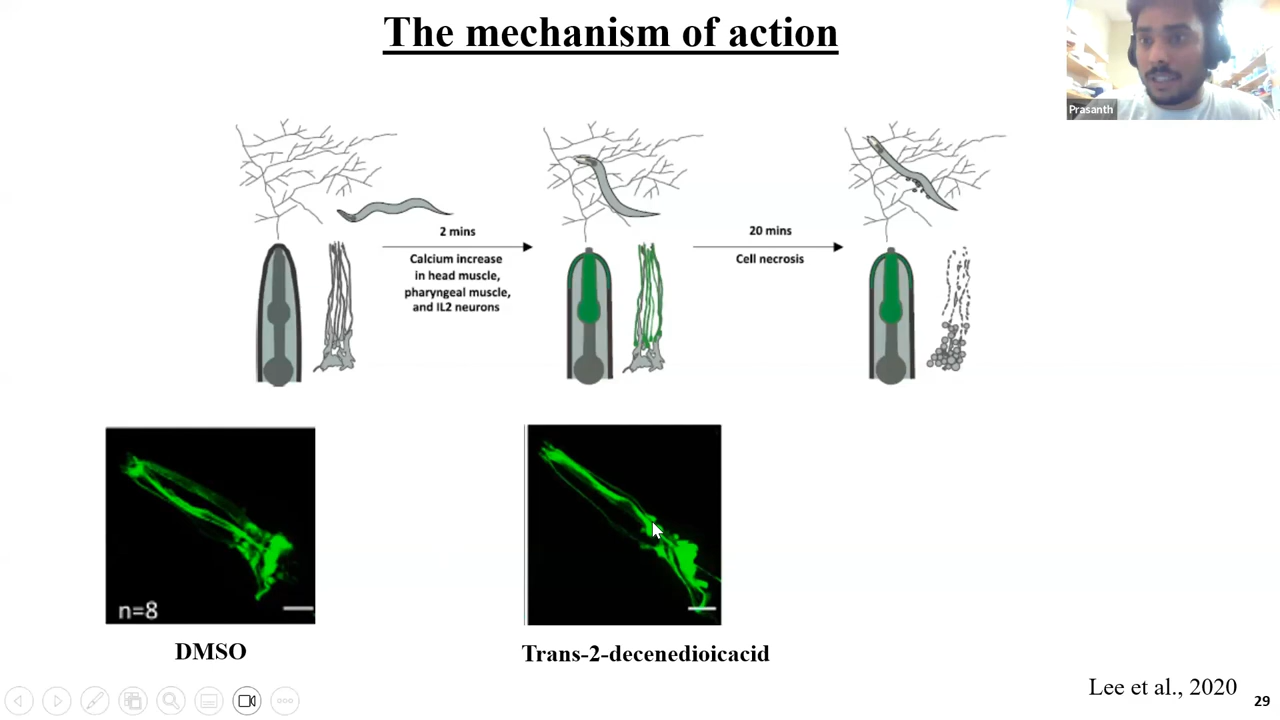 The mechanism of action
Prasanth
2 mins
Calcium increase
in head muscle,
pharyngeal muscle,
and IL2 neurons
20 mins
Cell necrosis
n=8
DMSO
Trans-2-decenedioicacid
Lee et al., 2020
29